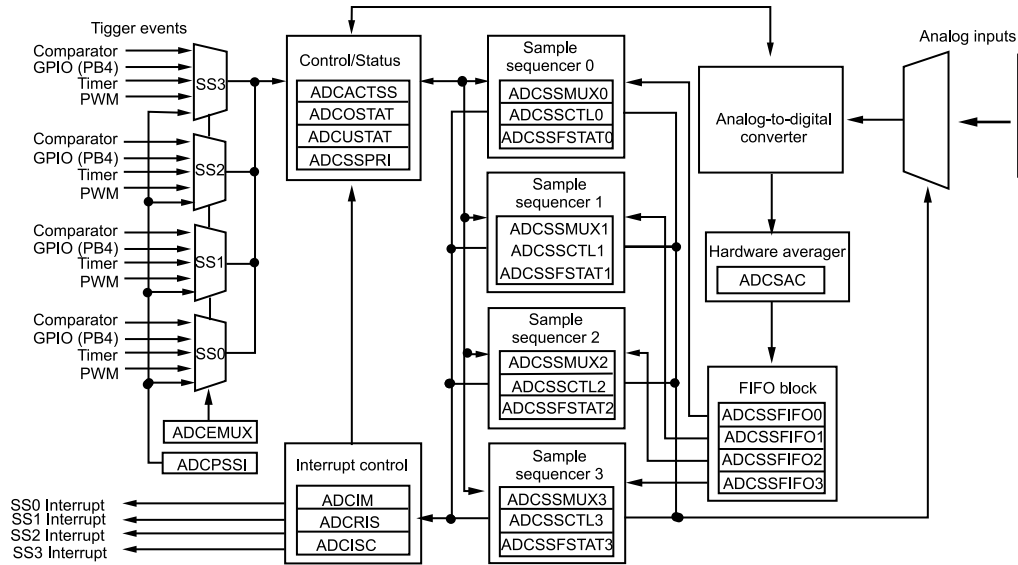 Tigger events
Comparator
GPIO (PB4)
Timer
PWM
SS3
Comparator
GPIO (PB4)
Timer
PWM
SS2
Comparator
GPIO (PB4)
Timer
PWM
SS1
Comparator
GPIO (PB4)
Timer
PWM
SS0
ADCEMUX
ADCPSSI
SS0 Interrupt
SS1 Interrupt
SS2 Interrupt
SS3 Interrupt
Control/Status
ADCACTSS
ADCOSTAT
ADCUSTAT
ADCSSPRI
Interrupt control
ADCIM
ADCRIS
ADCISC
Sample
sequencer 0
ADCSSMUX0
ADCSSCTL0
ADCSSFSTAT0
Sample
sequencer 1
ADCSSMUX1
ADCSSCTL1
ADCSSFSTAT1
Sample
sequencer 2
ADCSSMUX2
ADCSSCTL2
ADCSSFSTAT2
Sample
sequencer 3
ADCSSMUX3
ADCSSCTL3
ADCSSFSTAT3
Analog-to-digital
converter
Hardware averager
ADCSAC
FIFO block
ADCSSFIFO0
ADCSSFIFO1
ADCSSFIFO2
ADCSSFIFO3
Analog inputs